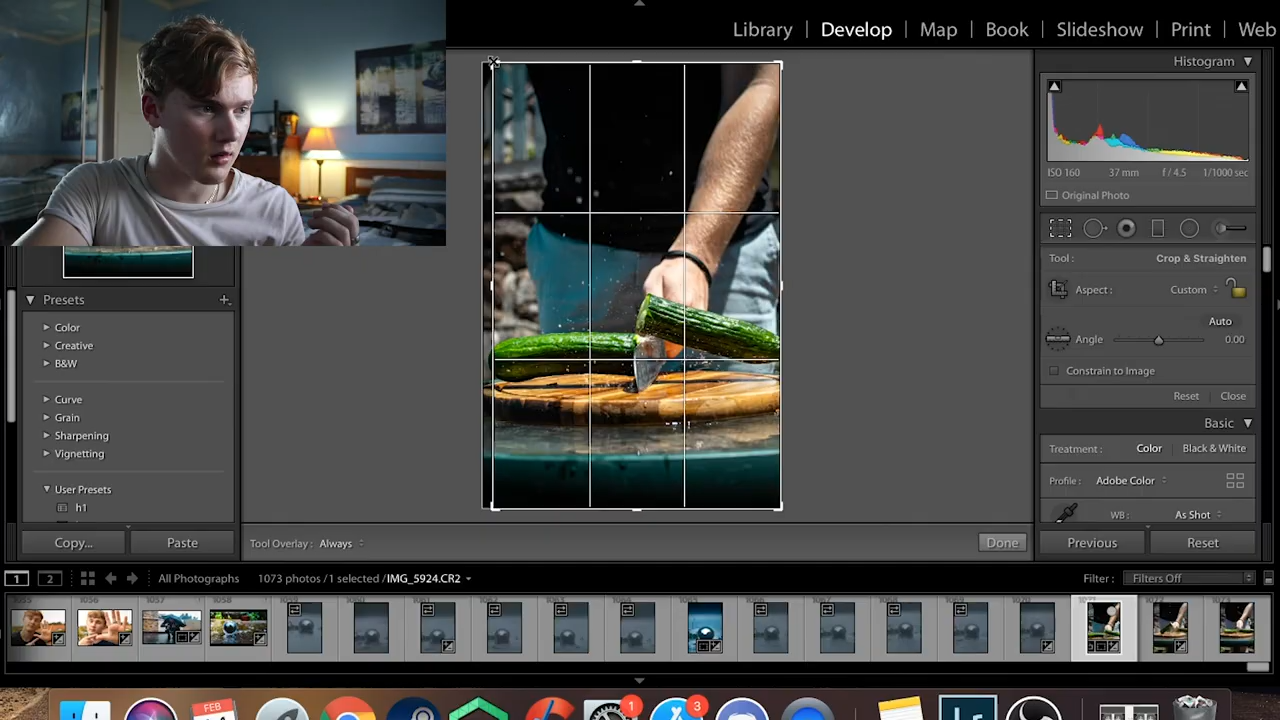 Library | Develop | Map | Book | Slideshow | Print | Web
Histogram ▼
ISO 160 37 mm f / 4.5 1/1000 sec
Original Photo
Tool: Crop & Straighten
Aspect: Custom
Auto
Angle 0.00
Constrain to Image
Reset Close
Basic ▼
Treatment: Color Black & White
Profile: Adobe Color
WB: As Shot
Previous Reset
▼ Presets +
Color
Creative
B&W
Curve
Grain
Sharpening
Vignetting
User Presets
h1
Copy... Paste
Tool Overlay: Always
Done
1 2 All Photographs 1073 photos / 1 selected / IMG_5924.CR2
Filter: Filters Off
FEB
1
3
Lr